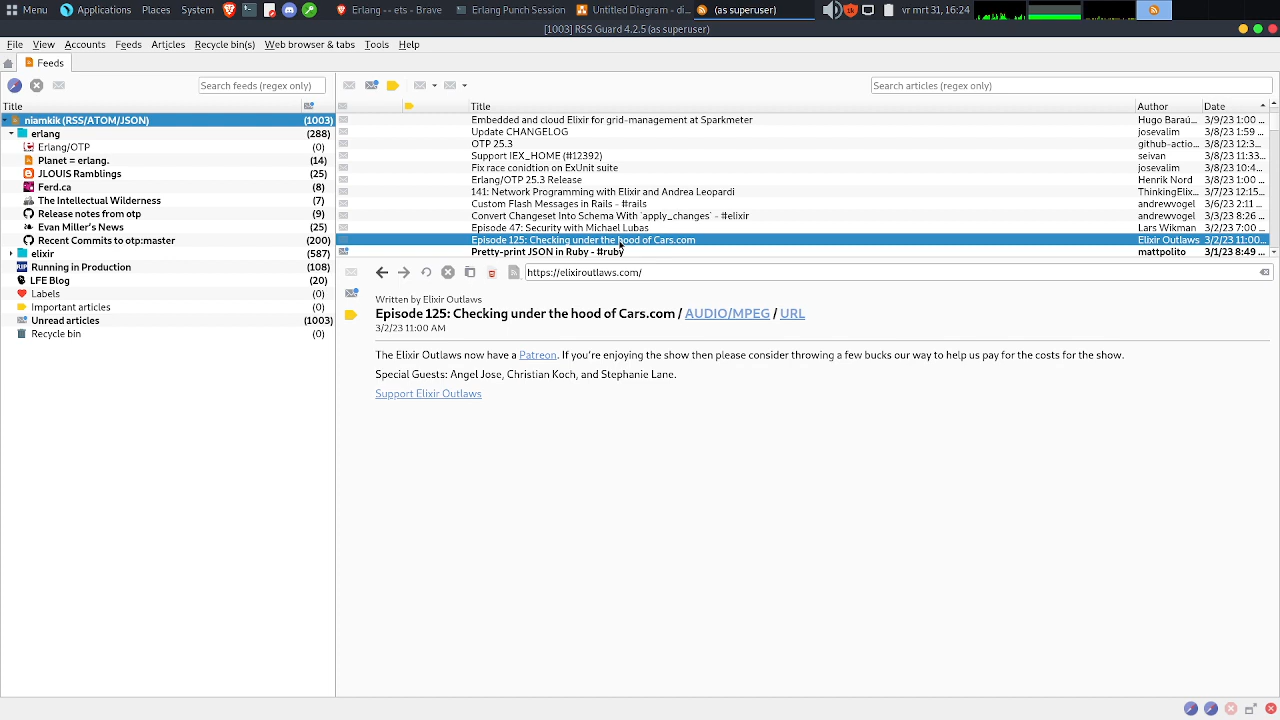 Menu Applications Places System Erlang -- ets - Brave Erlang Punch Session Untitled Diagram - di... (as superuser) vr mrt 31, 16:24
[1003] RSS Guard 4.2.5 (as superuser)
File View Accounts Feeds Articles Recycle bin(s) Web browser & tabs Tools Help
Feeds
Search feeds (regex only)
Title
niamkik (RSS/ATOM/JSON) (1003)
erlang (288)
Erlang/OTP (0)
Planet = erlang. (14)
JLOUIS Ramblings (25)
Ferd.ca (8)
The Intellectual Wilderness (7)
Release notes from otp (9)
Evan Miller's News (25)
Recent Commits to otp:master (200)
elixir (587)
Running in Production (108)
LFE Blog (20)
Labels (0)
Important articles (0)
Unread articles (1003)
Recycle bin (0)
Search articles (regex only)
Title Author Date
Embedded and cloud Elixir for grid-management at Sparkmeter Hugo Baraú... 3/9/23 1:00 ...
Update CHANGELOG josevalim 3/8/23 1:59 ...
OTP 25.3 github-actio... 3/8/23 12:3...
Support IEX_HOME (#12392) seivan 3/8/23 11:33...
Fix race conidtion on ExUnit suite josevalim 3/8/23 10:4...
Erlang/OTP 25.3 Release Henrik Nord 3/8/23 1:00 ...
141: Network Programming with Elixir and Andrea Leopardi ThinkingElix... 3/7/23 12:15...
Custom Flash Messages in Rails - #rails andrewvogel 3/6/23 2:11 ...
Convert Changeset Into Schema With `apply_changes` - #elixir andrewvogel 3/3/23 8:26 ...
Episode 47: Security with Michael Lubas Lars Wikman 3/2/23 1:00 ...
Episode 125: Checking under the hood of Cars.com Elixir Outlaws 3/2/23 11:00...
Pretty-print JSON in Ruby - #ruby mattpolito 3/1/23 8:49 ...
https://elixiroutlaws.com/
Written by Elixir Outlaws
Episode 125: Checking under the hood of Cars.com / AUDIO/MPEG / URL
3/2/23 11:00 AM
The Elixir Outlaws now have a Patreon. If you're enjoying the show then please consider throwing a few bucks our way to help us pay for the costs for the show.
Special Guests: Angel Jose, Christian Koch, and Stephanie Lane.
Support Elixir Outlaws